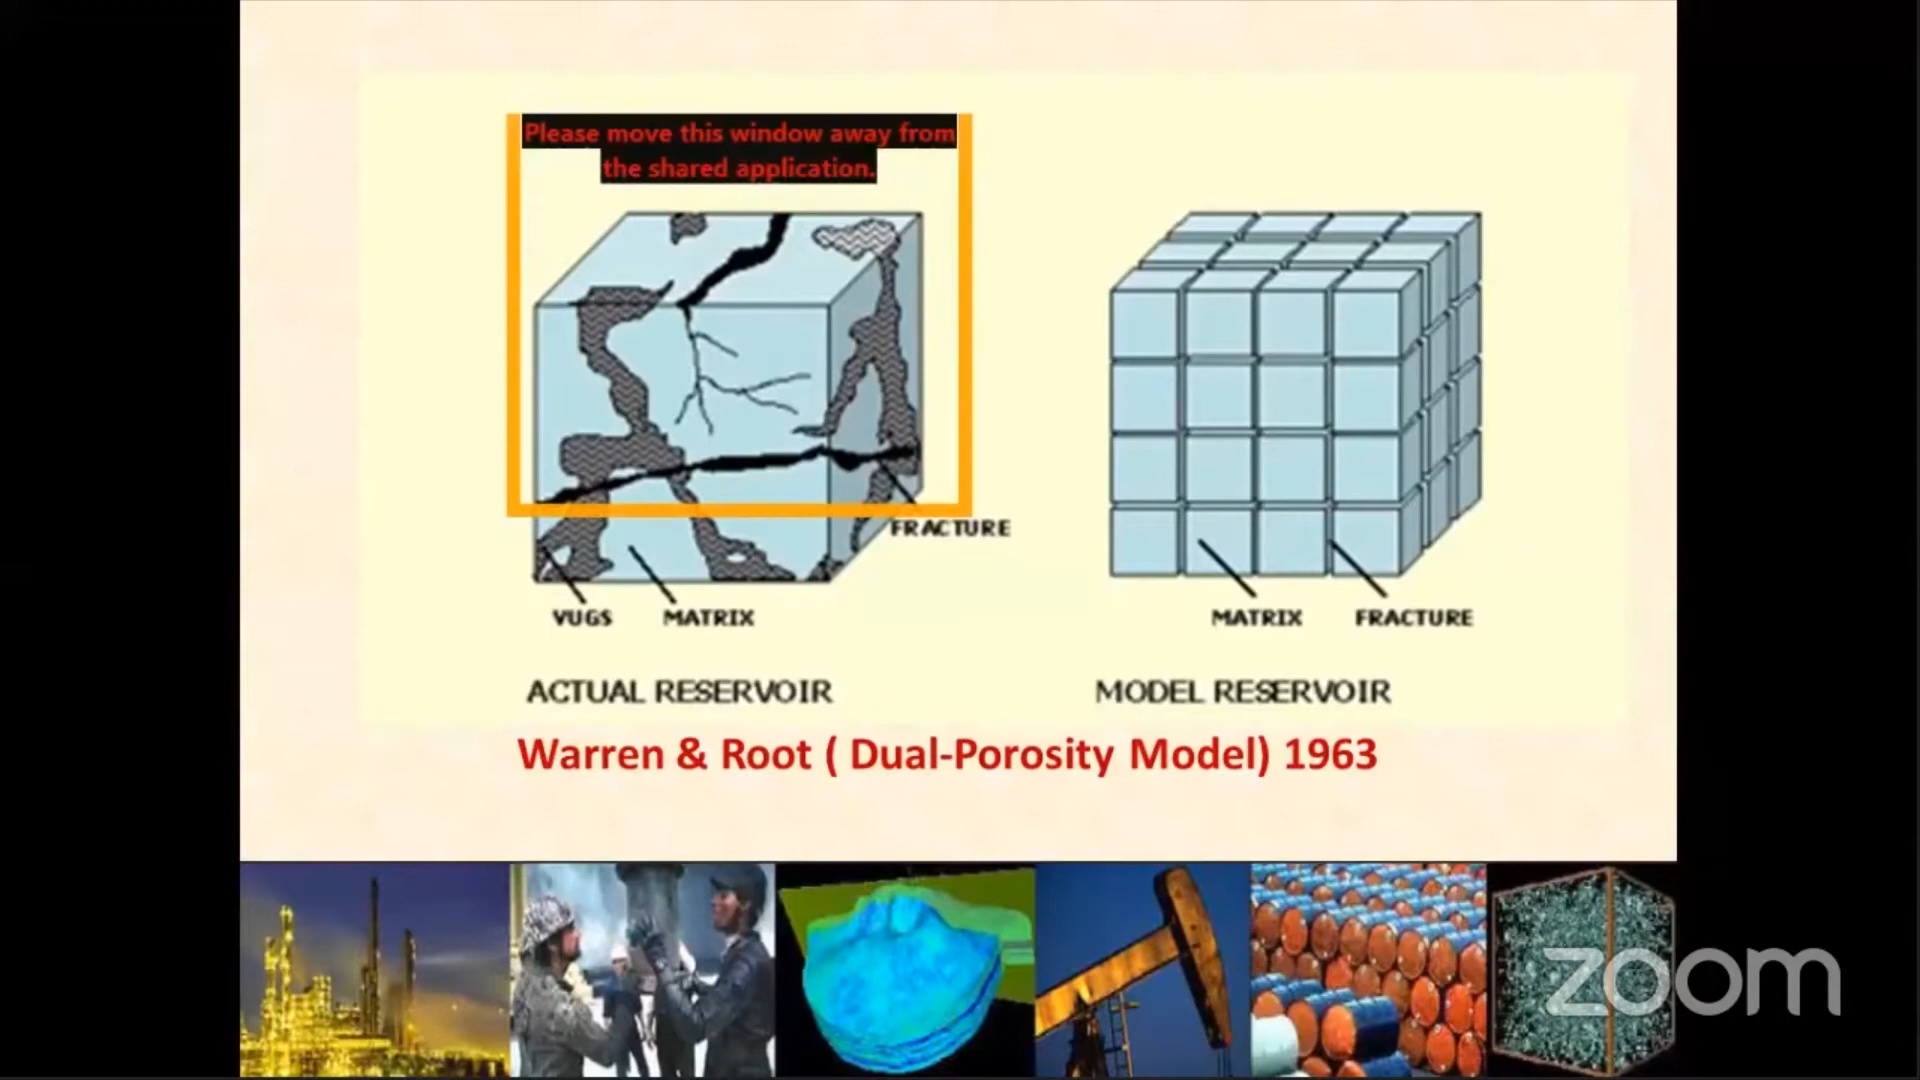 Please move this window away from
the shared application.
FRACTURE
VUGS
MATRIX
MATRIX
FRACTURE
ACTUAL RESERVOIR
MODEL RESERVOIR
Warren & Root ( Dual-Porosity Model) 1963
zoom